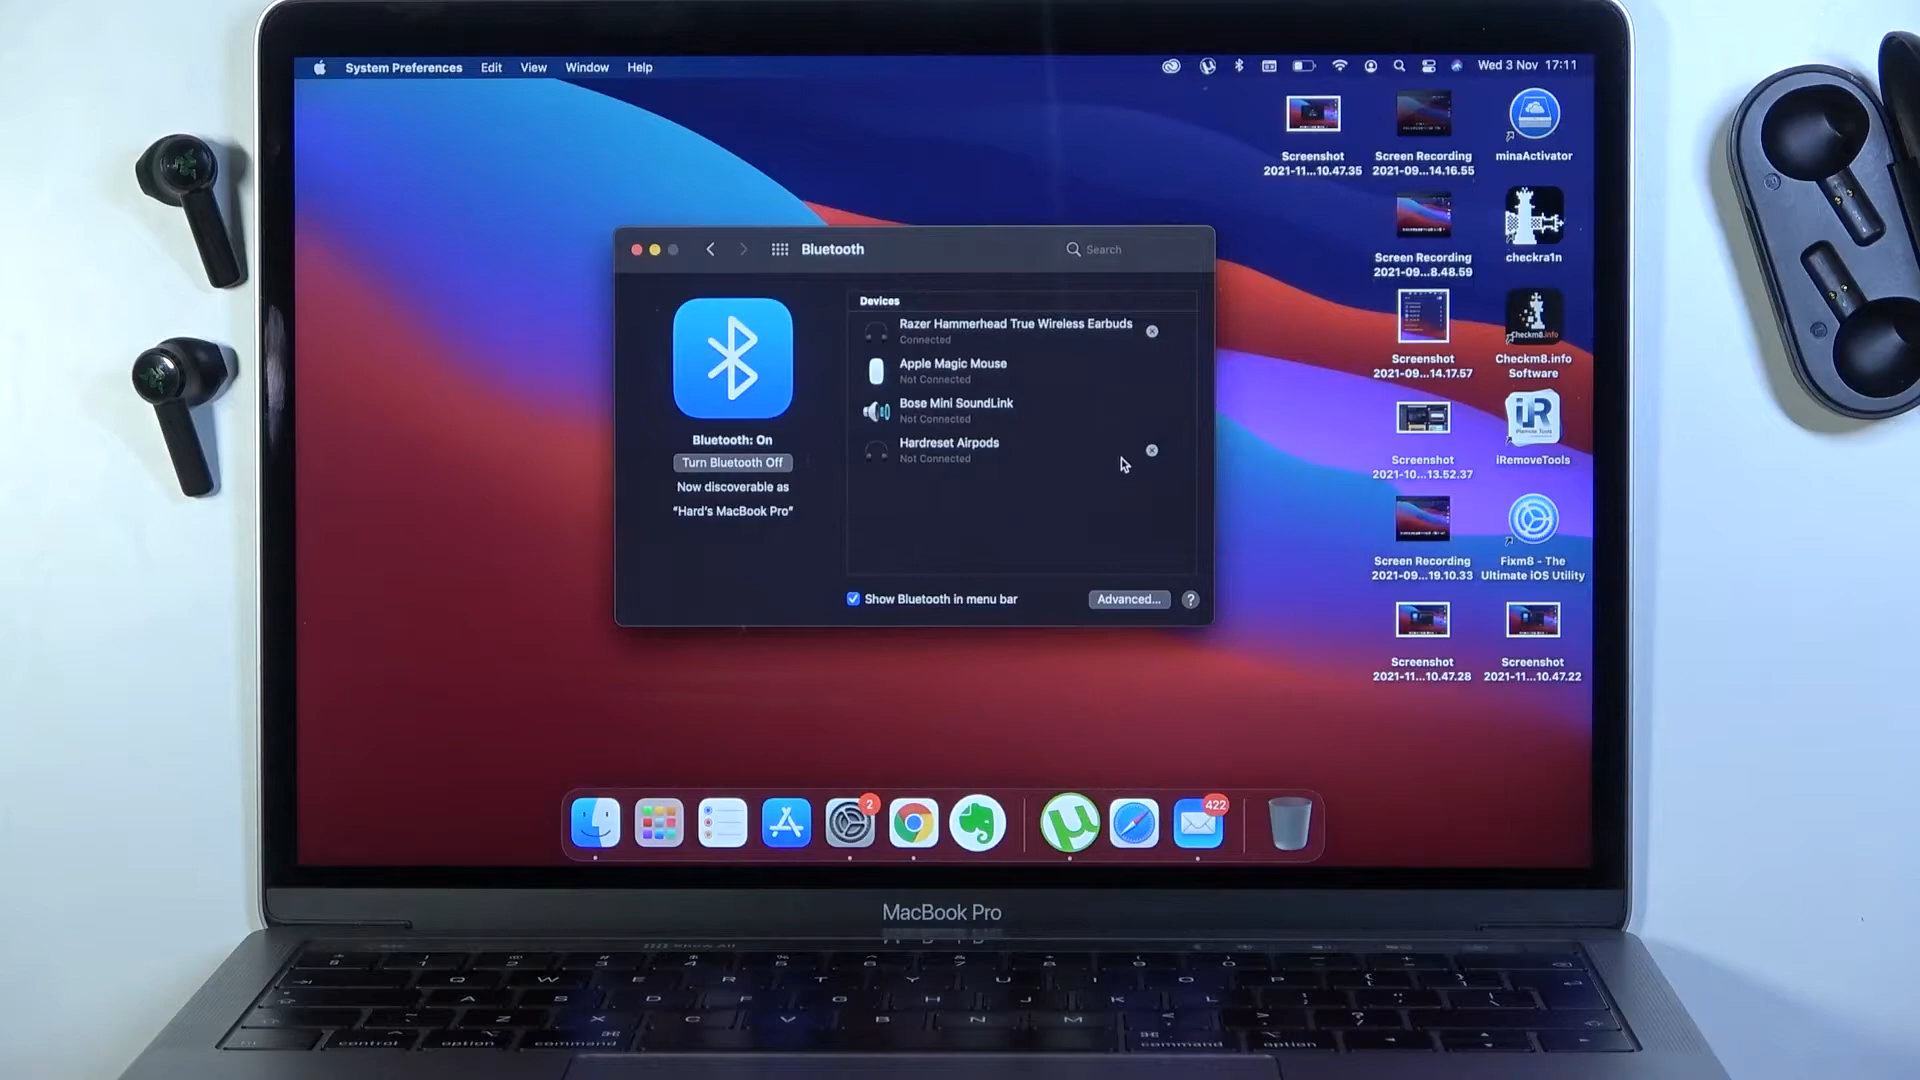 System Preferences Edit View Window Help
Wed 3 Nov 17:11
Screenshot
2021-11...10.47.35
Screen Recording
2021-09...14.16.55
minaActivator
Screen Recording
2021-09...8.48.59
checkra1n
Screenshot
2021-09...14.17.57
Checkm8.info
Checkm8.info
Software
Screenshot
2021-10...13.52.37
iR
iRemove Tools
iRemoveTools
Screen Recording
2021-09...19.10.33
Fixm8 - The
Ultimate iOS Utility
Screenshot
2021-11...10.47.28
Screenshot
2021-11...10.47.22
Bluetooth
Search
Bluetooth: On
Turn Bluetooth Off
Now discoverable as
“Hard's MacBook Pro”
Devices
Razer Hammerhead True Wireless Earbuds
Connected
Apple Magic Mouse
Not Connected
Bose Mini SoundLink
Not Connected
Hardreset Airpods
Not Connected
Show Bluetooth in menu bar
Advanced...
?
2
422
MacBook Pro
Q W E R T Y U I O P
A S D F G H J K L
Z X C V B N M
control option command
command option